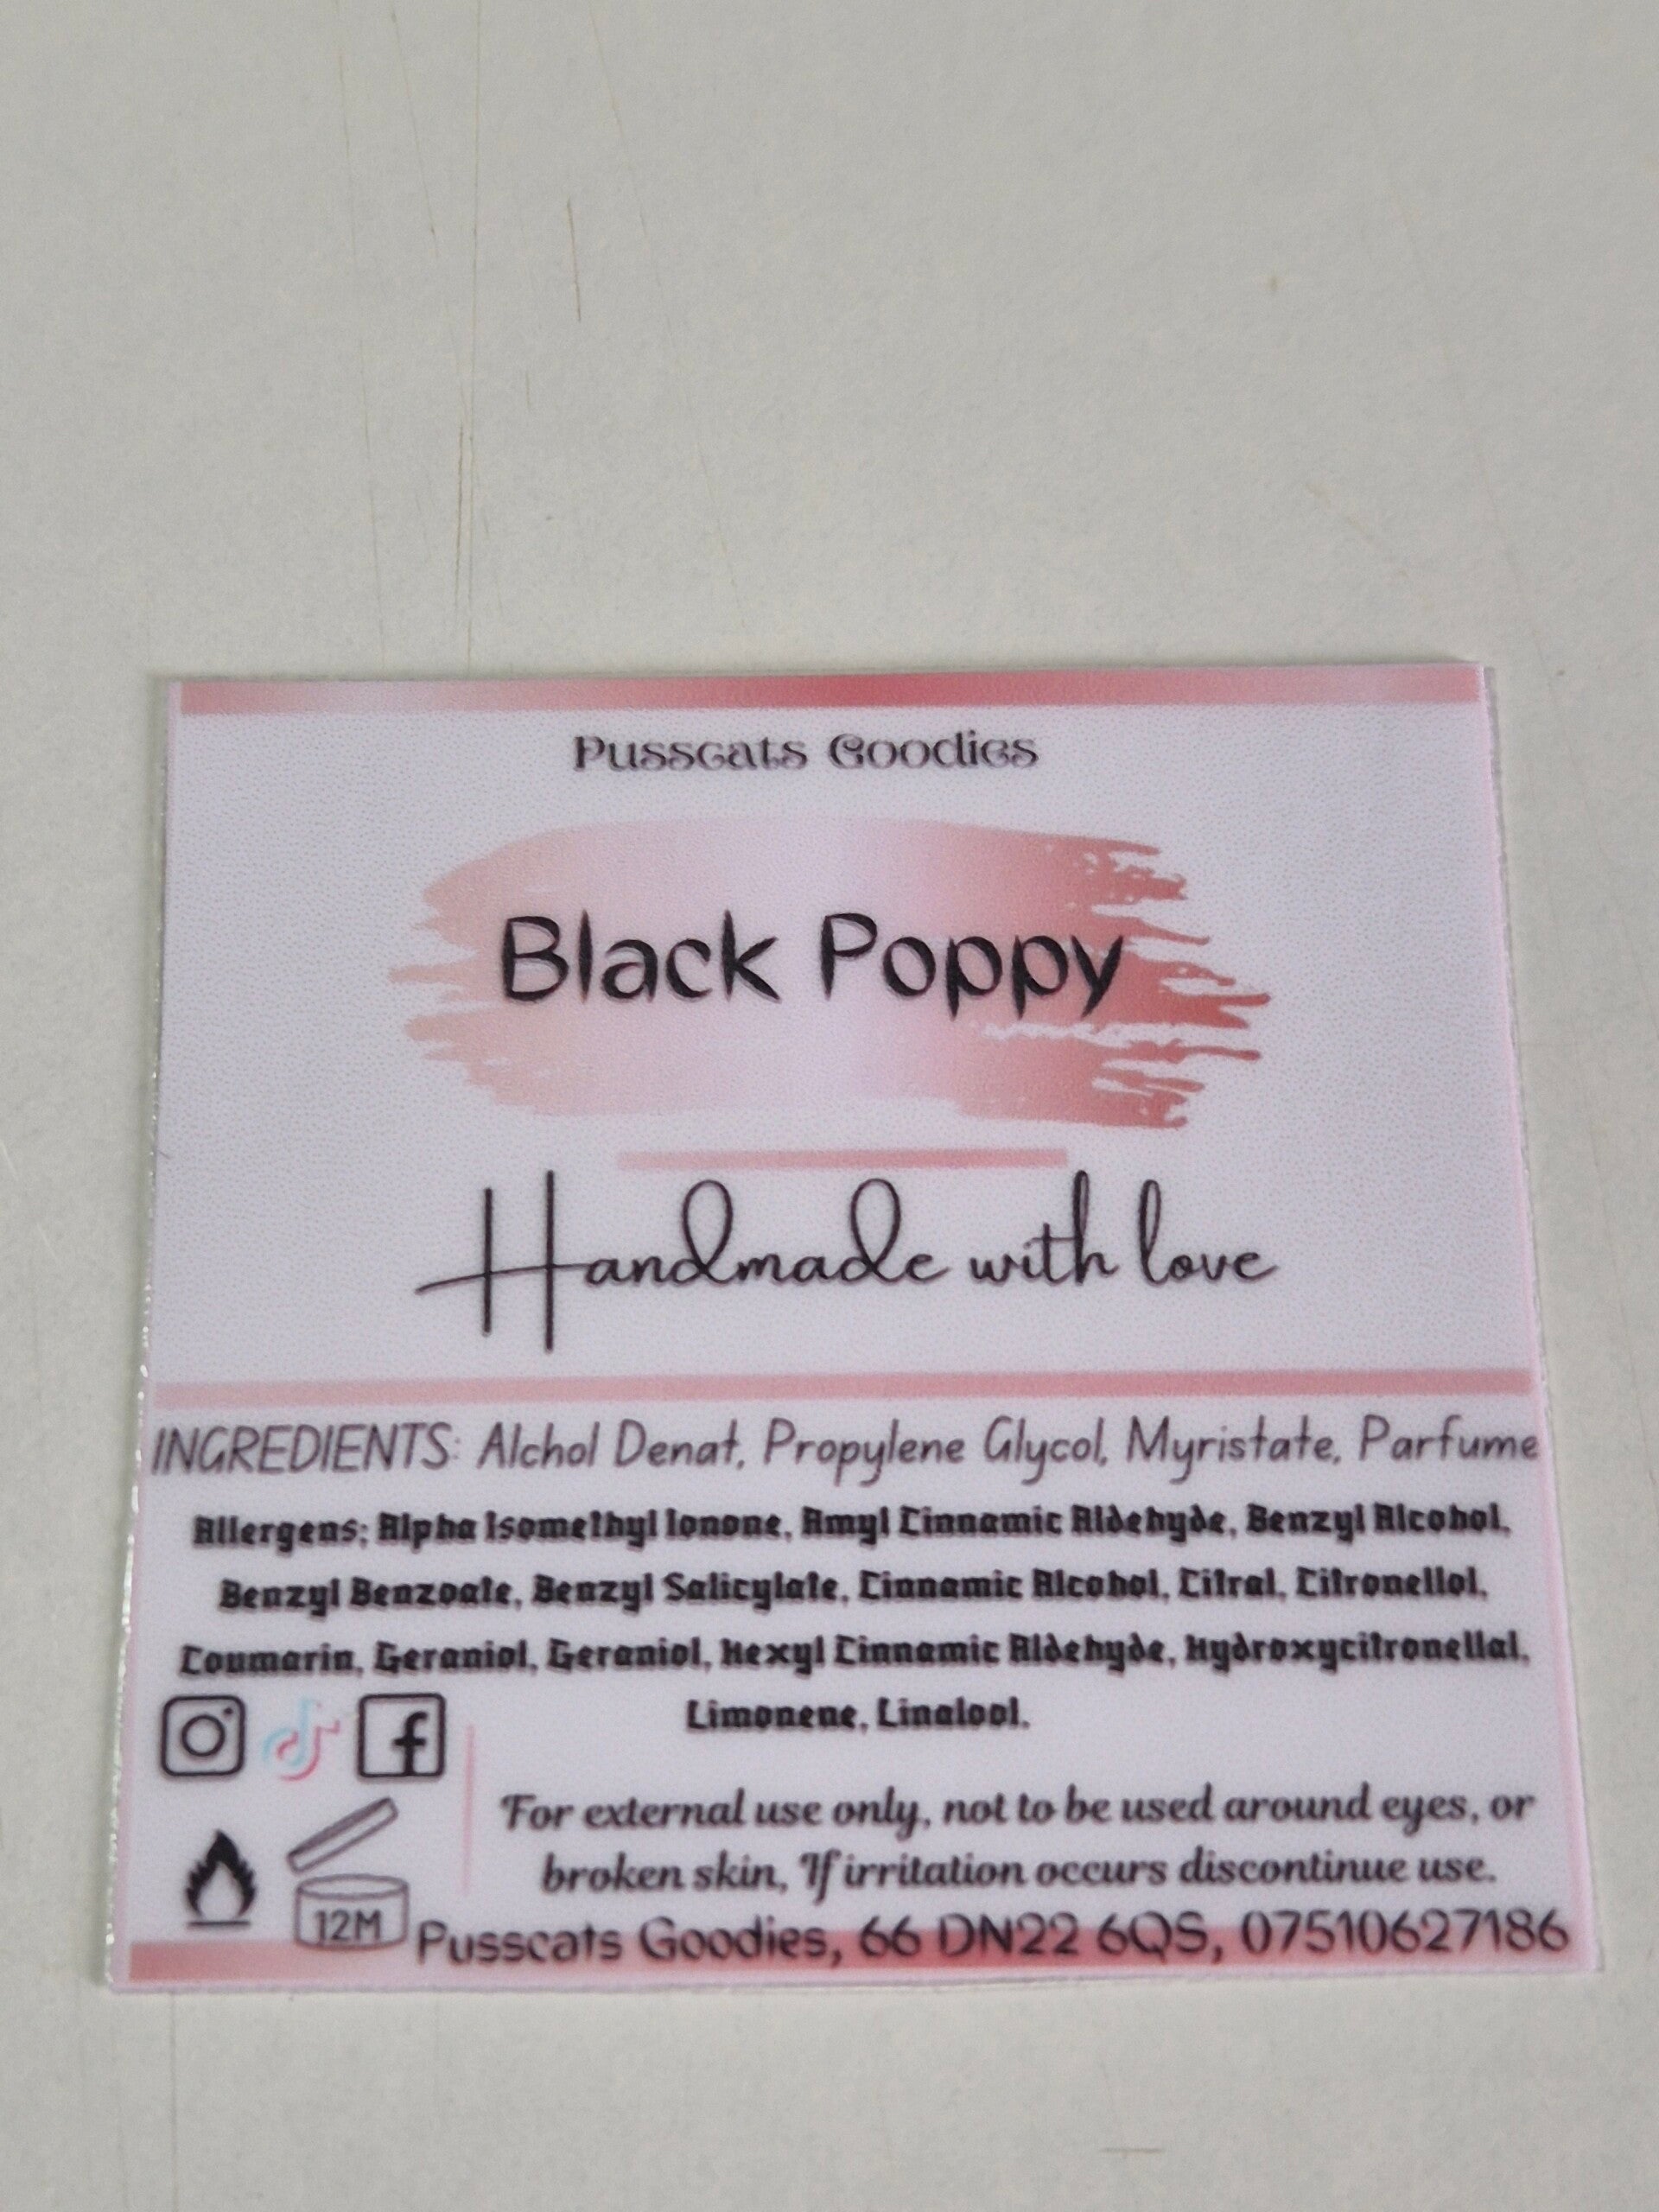 Pusscats Goodies
Black Poppy
Handmade with love
INGREDIENTS: Alchol Denat, Propylene Glycol, Myristate, Parfume
Allergens; Alpha Isomethyl Ionone, Amyl Cinnamic Aldehyde, Benzyl Alcohol,
Benzyl Benzoate, Benzyl Salicylate, Cinnamic Alcohol, Citral, Citronellol,
Coumarin, Geraniol, Geraniol, Hexyl Cinnamic Aldehyde, Hydroxycitronellal,
Limonene, Linalool.
For external use only, not to be used around eyes, or
broken skin, If irritation occurs discontinue use.
12M
Pusscats Goodies, 66 DN22 6QS, 07510627186